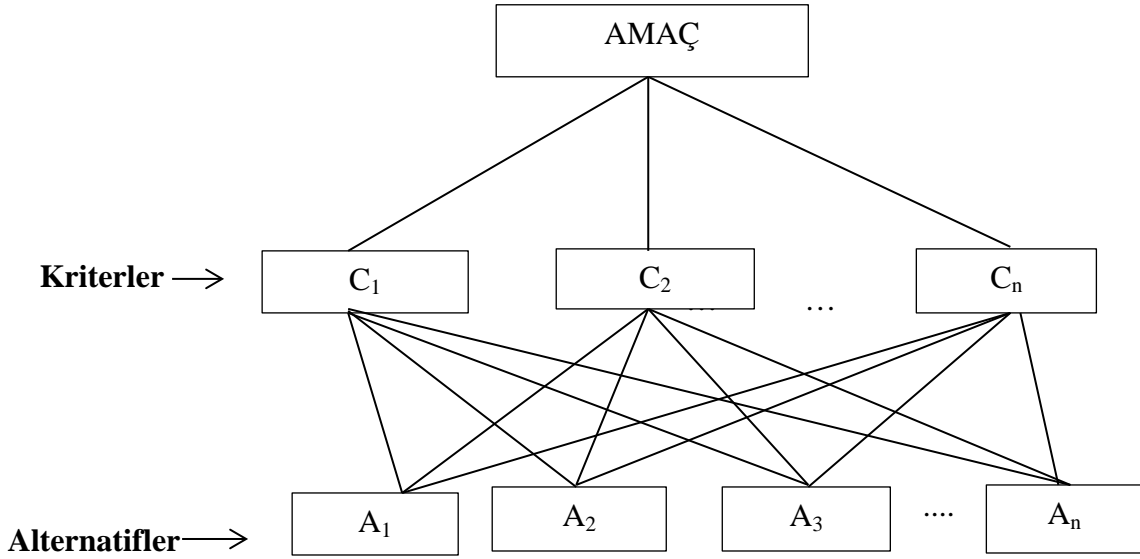 AMAÇ
Kriterler
C₁
C₂
Cₙ
...
...
A₁
A₂
A₃
....
Aₙ
Alternatifler